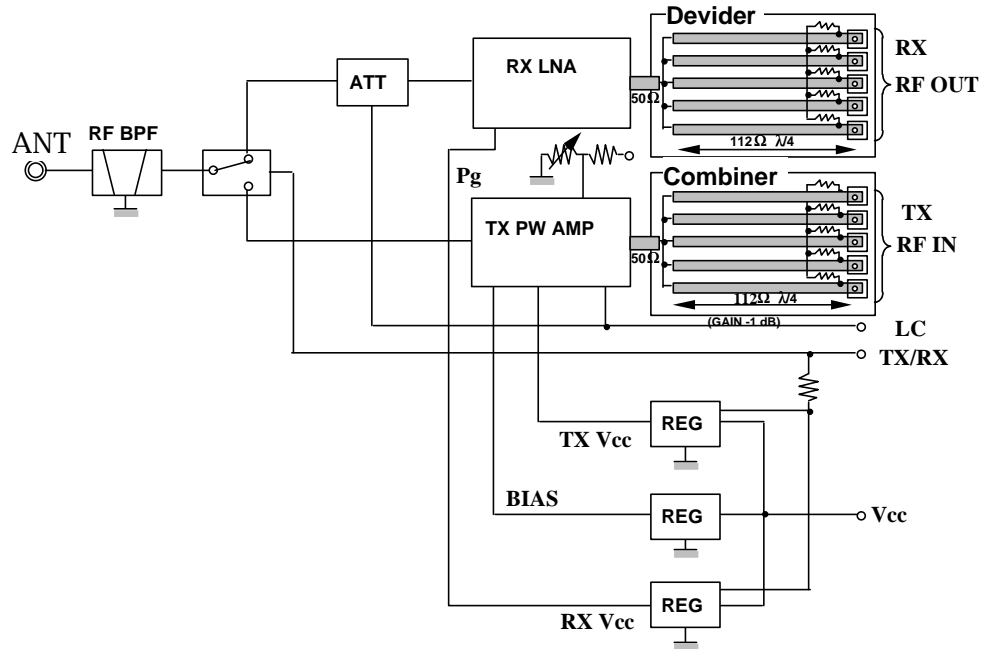 Devider
RX LNA
RX
RF OUT
ATT
50Ω
112Ω λ/4
ANT
RF BPF
Pg
Combiner
TX PW AMP
TX
RF IN
50Ω
112Ω λ/4
(GAIN -1 dB)
LC
TX/RX
REG
TX Vcc
BIAS
REG
Vcc
REG
RX Vcc